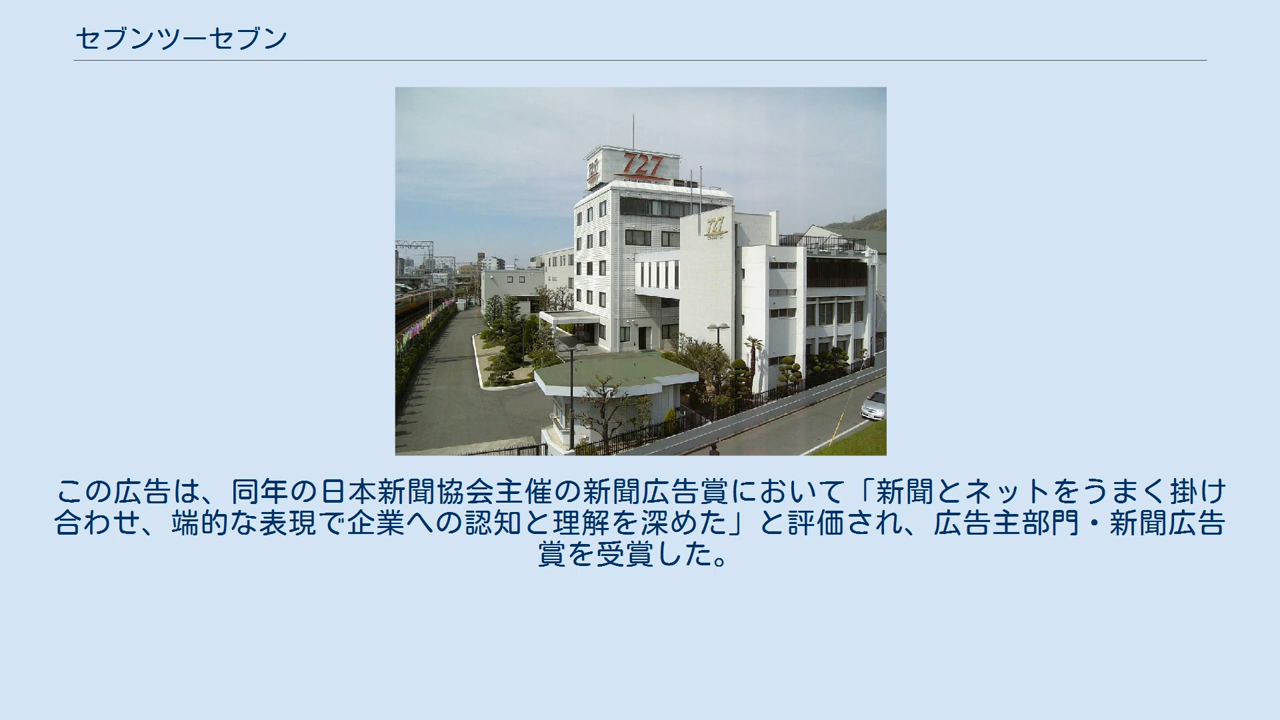 セブンツーセブン
727
727
727
この広告は、同年の日本新聞協会主催の新聞広告賞において「新聞とネットをうまく掛け
合わせ、端的な表現で企業への認知と理解を深めた」と評価され、広告主部門・新聞広告
賞を受賞した。